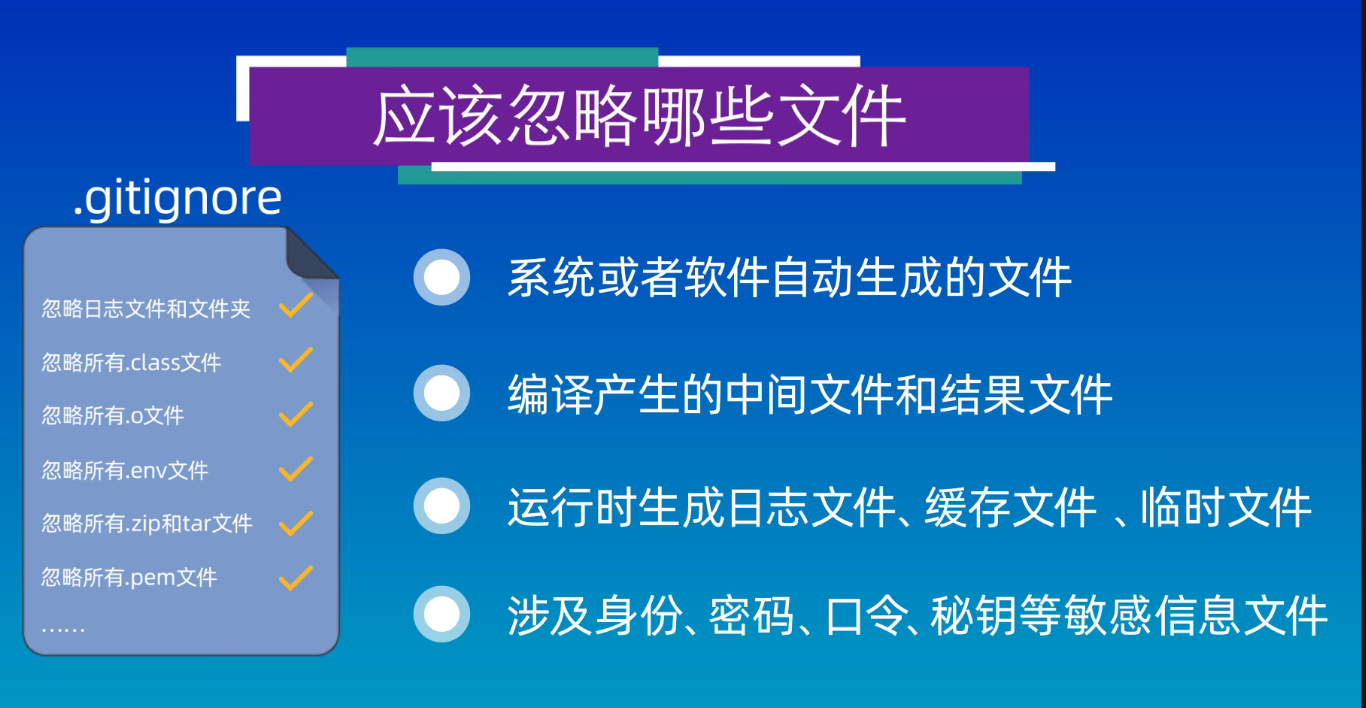 应该忽略哪些文件
.gitignore
忽略日志文件和文件夹
忽略所有.class文件
忽略所有.o文件
忽略所有.env文件
忽略所有.zip和tar文件
忽略所有.pem文件
……
系统或者软件自动生成的文件
编译产生的中间文件和结果文件
运行时生成日志文件、缓存文件 、临时文件
涉及身份、密码、口令、秘钥等敏感信息文件